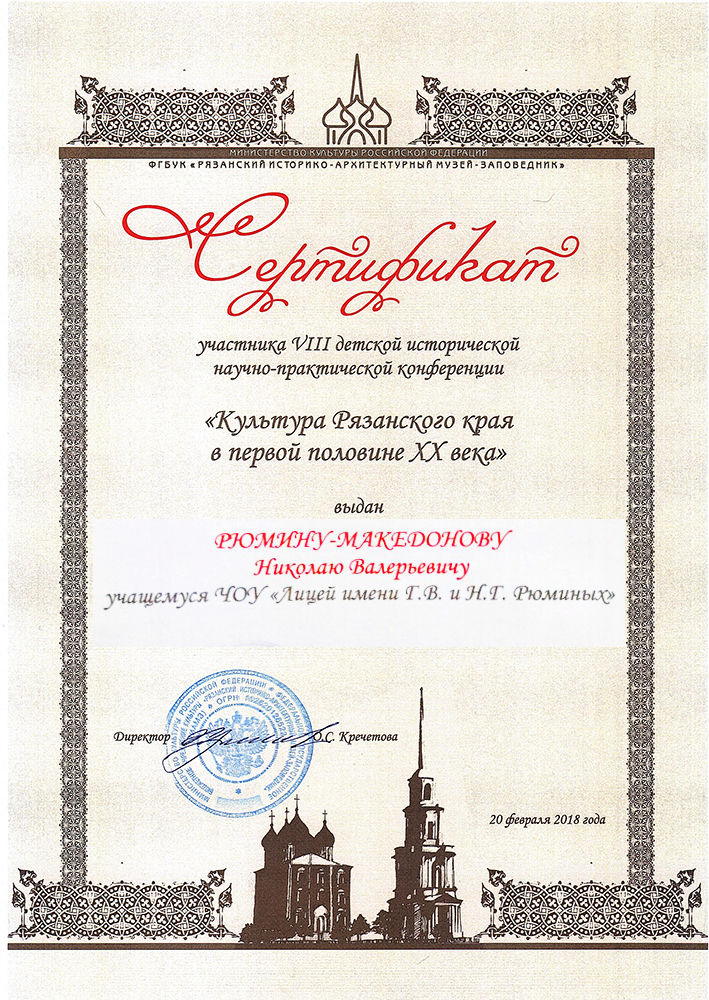 МИНИСТЕРСТВО КУЛЬТУРЫ РОССИЙСКОЙ ФЕДЕРАЦИИ
ФГБУК «РЯЗАНСКИЙ ИСТОРИКО-АРХИТЕКТУРНЫЙ МУЗЕЙ-ЗАПОВЕДНИК»
Сертификат
участника VIII детской исторической
научно-практической конференции
«Культура Рязанского края
в первой половине XX века»
выдан
РЮМИНУ-МАКЕДОНОВУ
Николаю Валерьевичу
учащемуся ЧОУ «Лицей имени Г.В. и Н.Г. Рюминых»
Директор О.С. Кречетова
20 февраля 2018 года